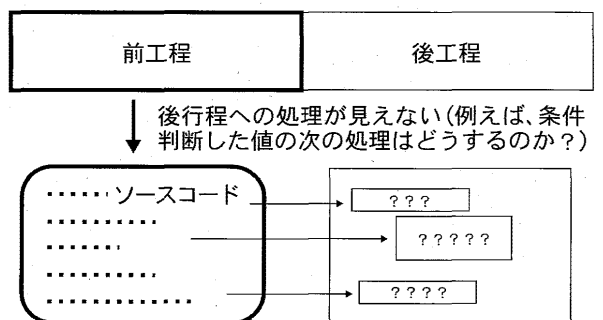 前工程
後工程
後行程への処理が見えない(例えば、条件
判断した値の次の処理はどうするのか？)
ソースコード
？？？
？？？？？
？？？？